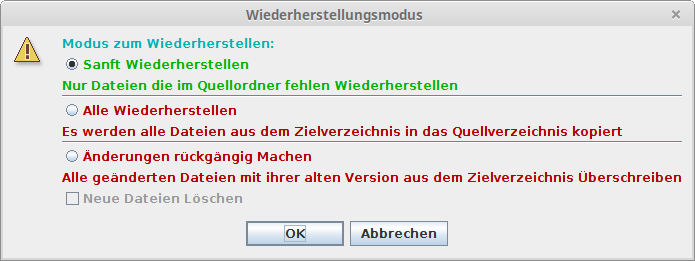 Wiederherstellungsmodus
Modus zum Wiederherstellen:
Sanft Wiederherstellen
Nur Dateien die im Quellordner fehlen Wiederherstellen
Alle Wiederherstellen
Es werden alle Dateien aus dem Zielverzeichnis in das Quellverzeichnis kopiert
Änderungen rückgängig Machen
Alle geänderten Dateien mit ihrer alten Version aus dem Zielverzeichnis Überschreiben
Neue Dateien Löschen
OK Abbrechen